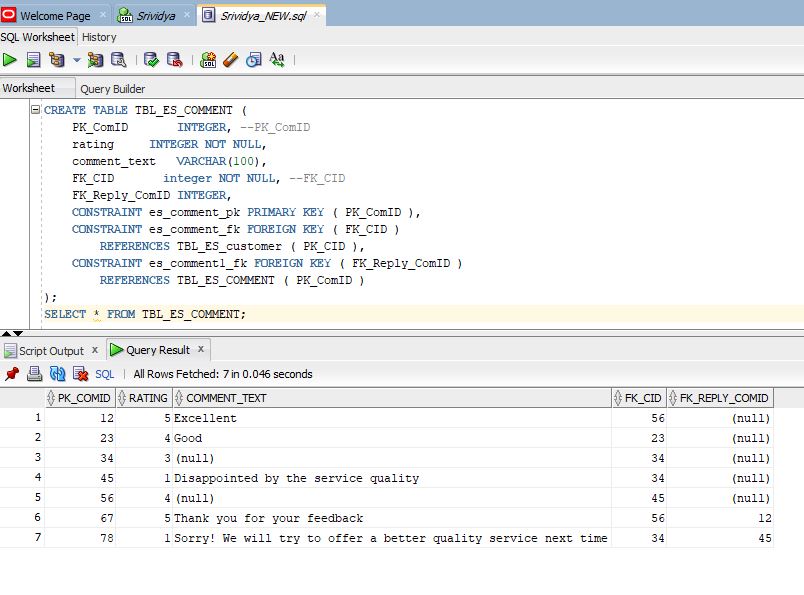 Welcome Page × Srividya × Srividya_NEW.sql ×
SQL Worksheet History
Worksheet Query Builder
CREATE TABLE TBL_ES_COMMENT (
PK_ComID INTEGER, --PK_ComID
rating INTEGER NOT NULL,
comment_text VARCHAR(100),
FK_CID integer NOT NULL, --FK_CID
FK_Reply_ComID INTEGER,
CONSTRAINT es_comment_pk PRIMARY KEY ( PK_ComID ),
CONSTRAINT es_comment_fk FOREIGN KEY ( FK_CID )
REFERENCES TBL_ES_customer ( PK_CID ),
CONSTRAINT es_comment1_fk FOREIGN KEY ( FK_Reply_ComID )
REFERENCES TBL_ES_COMMENT ( PK_ComID )
);
SELECT * FROM TBL_ES_COMMENT;
Script Output x Query Result x
SQL | All Rows Fetched: 7 in 0.046 seconds
PK_COMID RATING COMMENT_TEXT FK_CID FK_REPLY_COMID
1 12 5 Excellent 56 (null)
2 23 4 Good 23 (null)
3 34 3 (null) 34 (null)
4 45 1 Disappointed by the service quality 34 (null)
5 56 4 (null) 45 (null)
6 67 5 Thank you for your feedback 56 12
7 78 1 Sorry! We will try to offer a better quality service next time 34 45